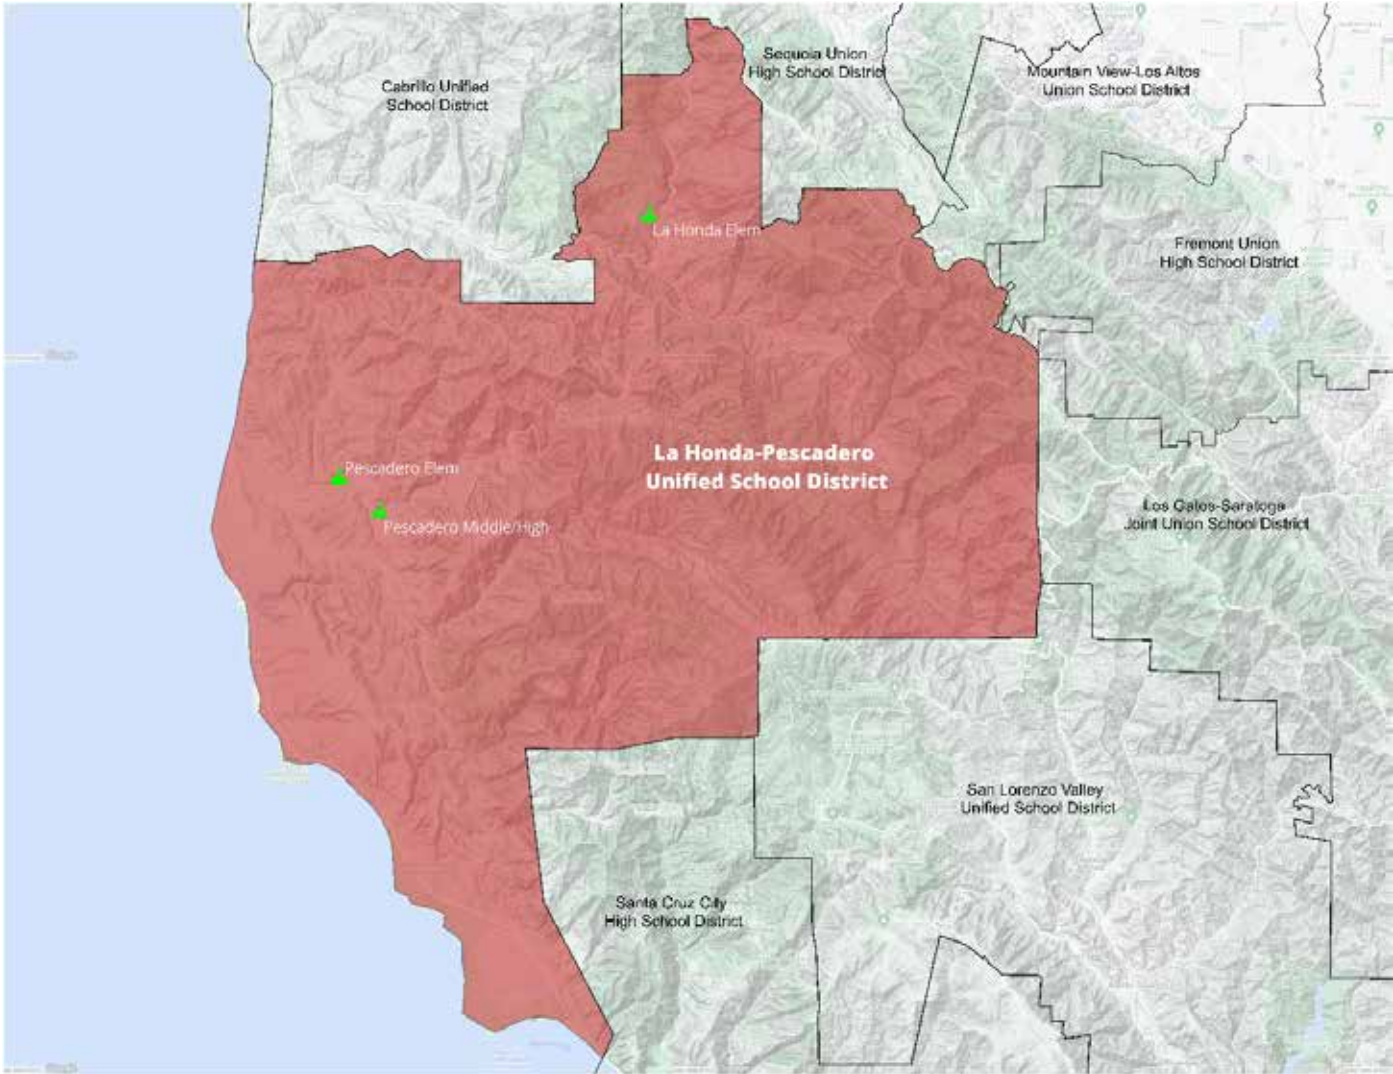 Sequoia Union
High School District
Cabrillo Unified
School District
Mountain View-Los Altos
Union School District
La Honda Elem
Fremont Union
High School District
La Honda-Pescadero
Unified School District
Pescadero Elem
Pescadero Middle/High
Los Gatos-Saratoga
Joint Union School District
San Lorenzo Valley
Unified School District
Santa Cruz City
High School District